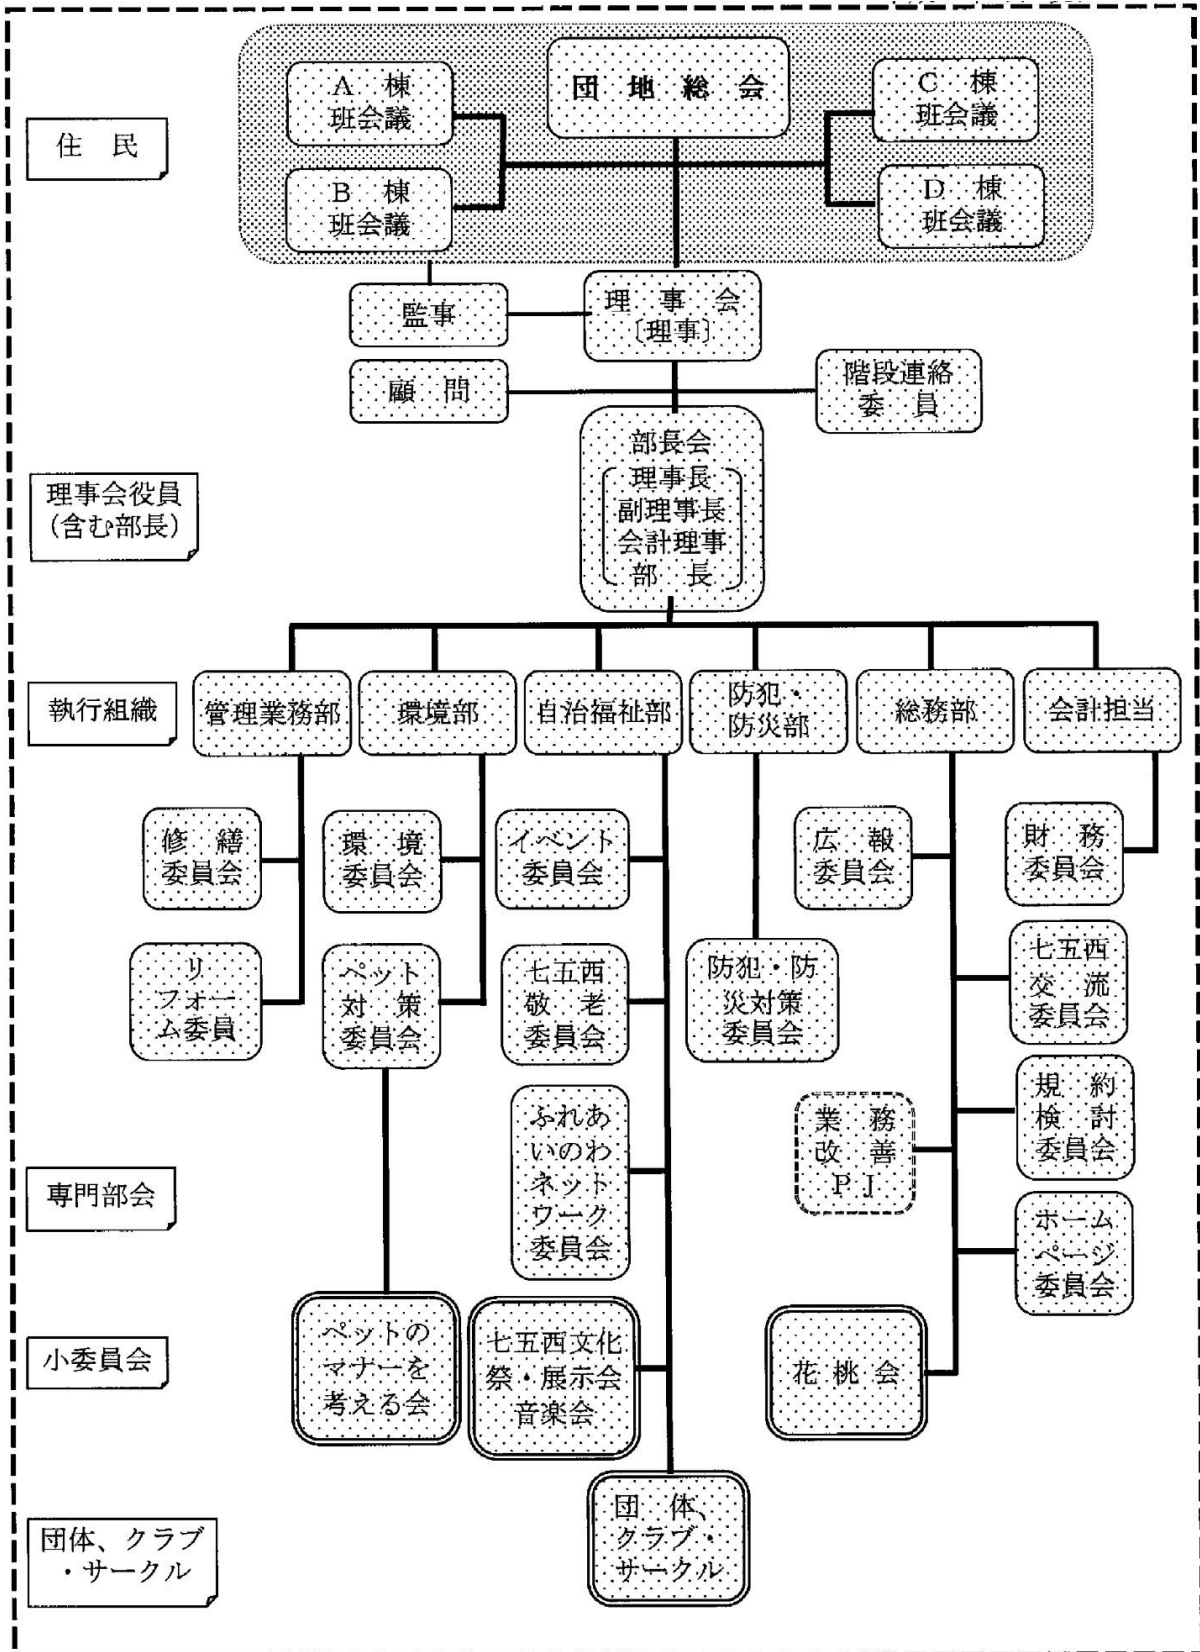 団地総会
A 棟
班会議
B 棟
班会議
C 棟
班会議
D 棟
班会議
住 民
監事
理 事 会
〔理事〕
顧 問
階段連絡
委 員
部長会
理事長
副理事長
会計理事
部 長
理事会役員
(含む部長)
執行組織
管理業務部
環境部
自治福祉部
防犯・
防災部
総務部
会計担当
修 繕
委員会
環 境
委員会
イベント
委員会
広 報
委員会
財 務
委員会
リ
フォー
ム委員
ペット
対 策
委員会
七五西
敬 老
委員会
防犯・防
災対策
委員会
七五西
交 流
委員会
ふれあ
いのわ
ネット
ワーク
委員会
業 務
改 善
P J
規 約
検 討
委員会
専門部会
ホーム
ページ
委員会
小委員会
ペットの
マナーを
考える会
七五西文化
祭・展示会
音楽会
花 桃 会
団体、クラブ
・サークル
団 体、
クラブ・
サークル